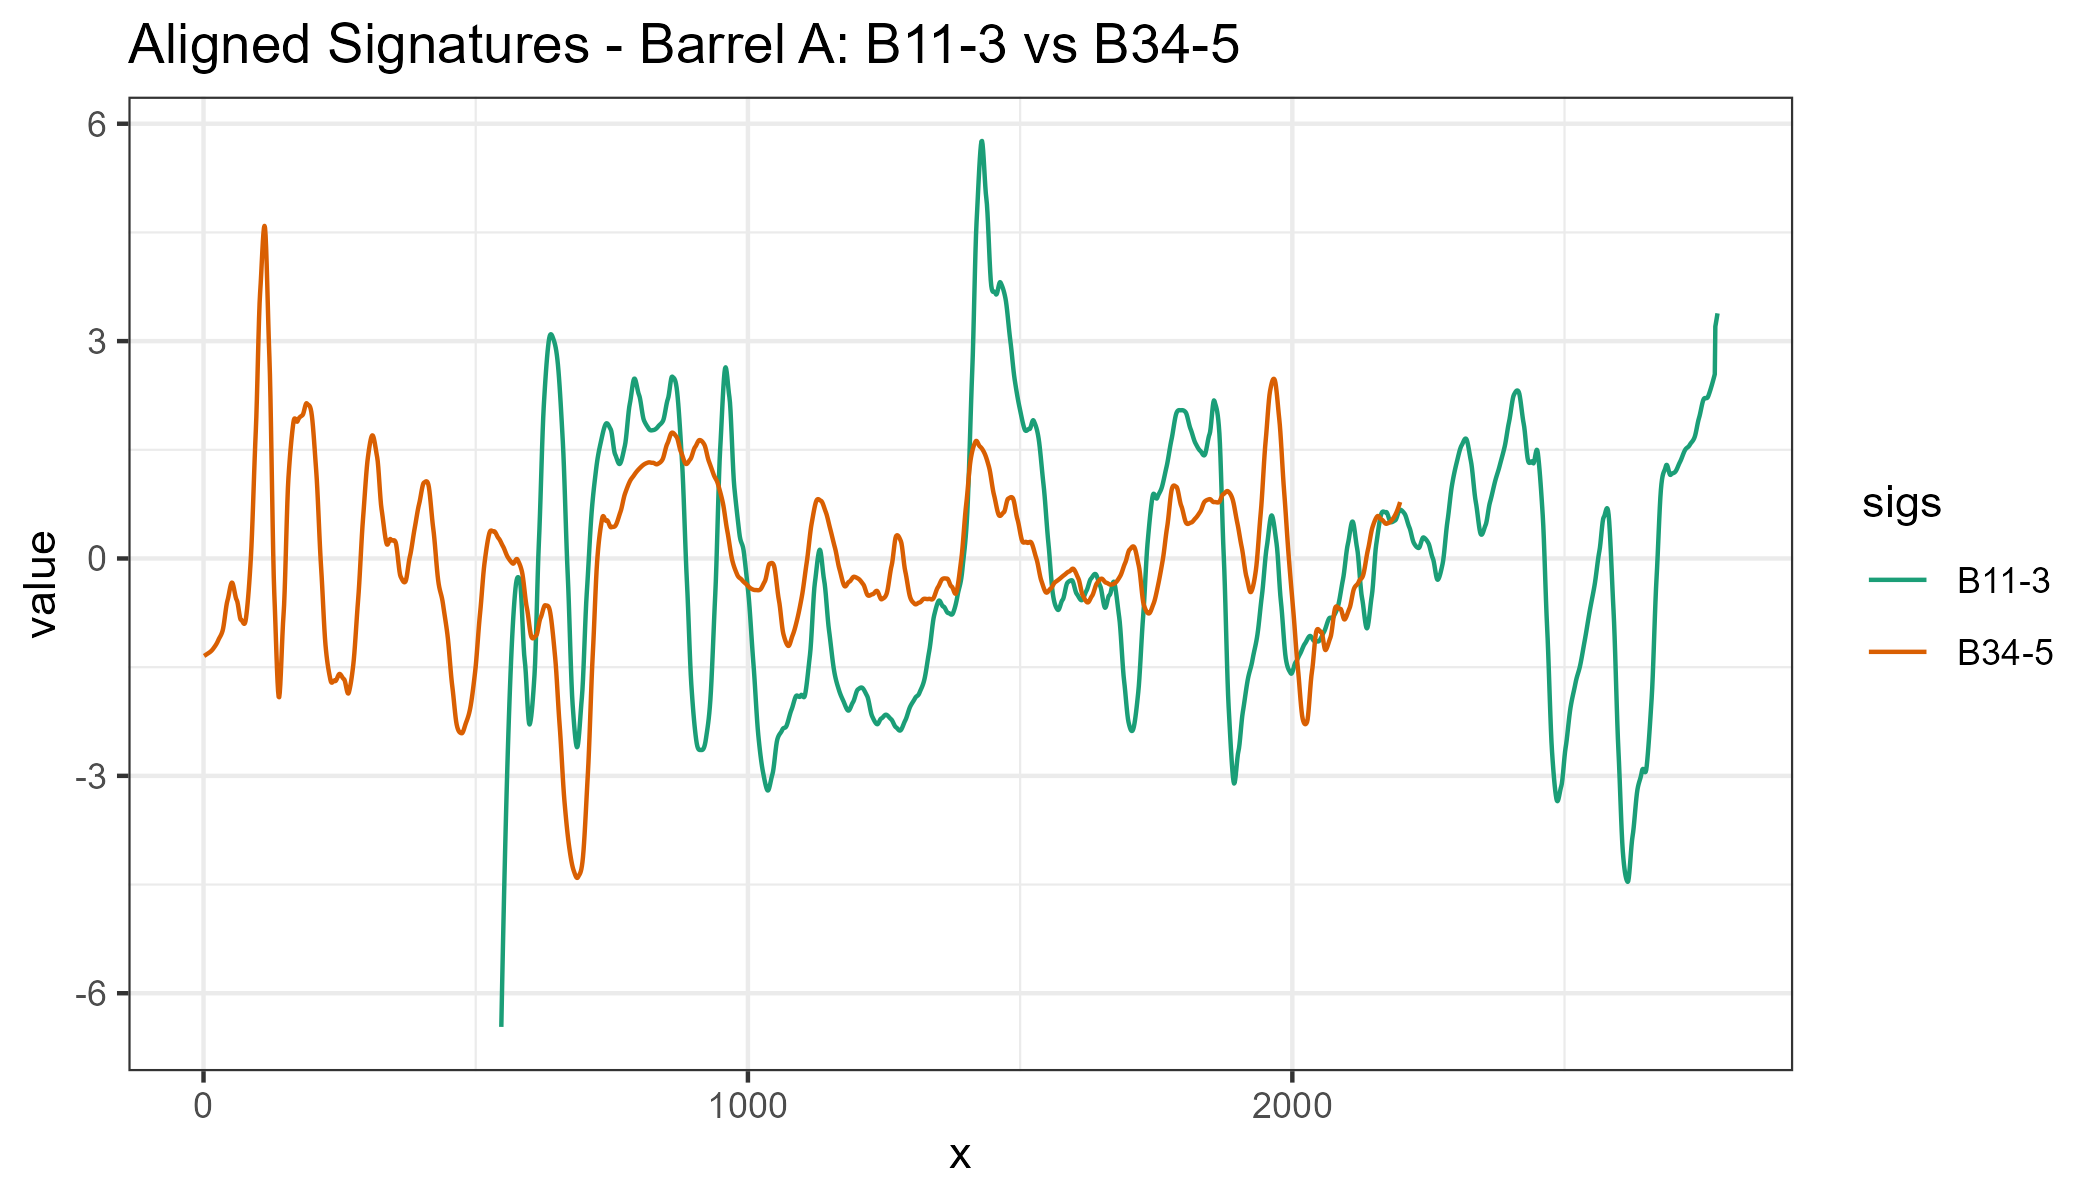 Aligned Signatures - Barrel A: B11-3 vs B34-5
6
3
0
-3
-6
value
0 1000 2000
x
sigs
B11-3
B34-5